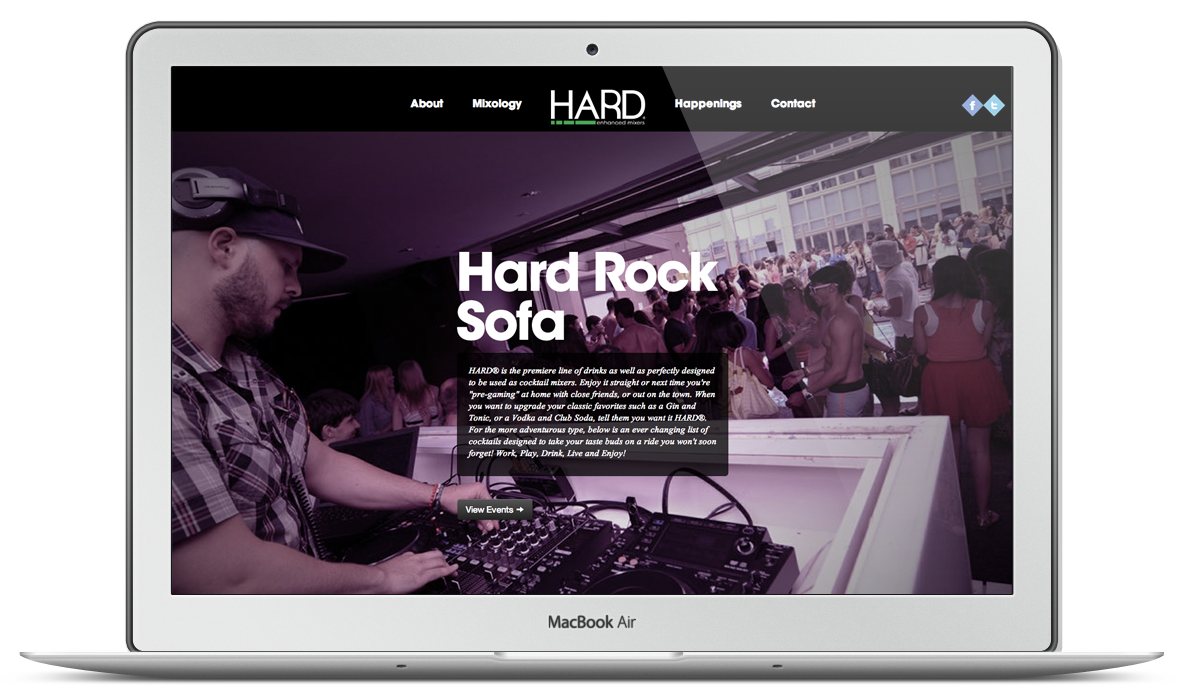 About Mixology HARD Happenings Contact
enhanced mixers
Hard Rock
Sofa
HARD® is the premiere line of drinks as well as perfectly designed
to be used as cocktail mixers. Enjoy it straight or next time you're
"pre-gaming" at home with close friends, or out on the town. When
you want to upgrade your classic favorites such as a Gin and
Tonic, or a Vodka and Club Soda, tell them you want it HARD®.
For the more adventurous type, below is an ever changing list of
cocktails designed to take your taste buds on a ride you won't soon
forget! Work, Play, Drink, Live and Enjoy!
View Events ➔
MacBook Air